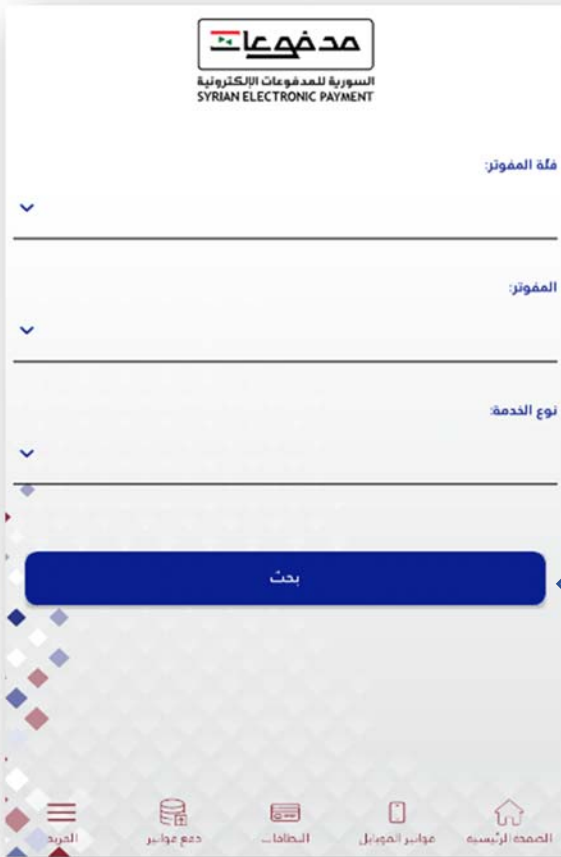 مدفوعات
السورية للمدفوعات الإلكترونية
SYRIAN ELECTRONIC PAYMENT
فئة المفوتر:
المفوتر:
نوع الخدمة:
بحث
الصفحة الرئيسية
فواتير الموبايل
البطاقات
دفع فواتير
المزيد